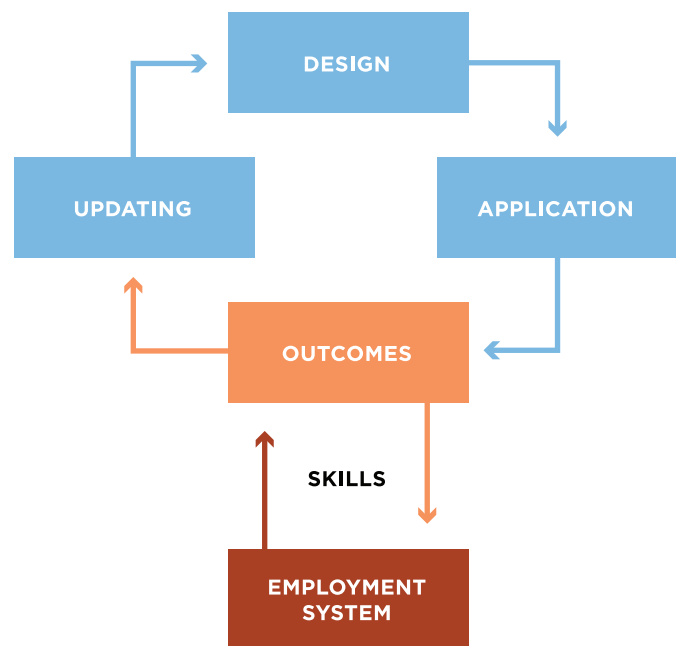 DESIGN
UPDATING
APPLICATION
OUTCOMES
SKILLS
EMPLOYMENT
SYSTEM